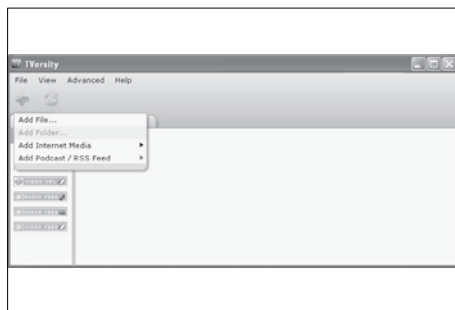 TVersity
File View Advanced Help
Add File...
Add Folder...
Add Internet Media
Add Podcast / RSS Feed